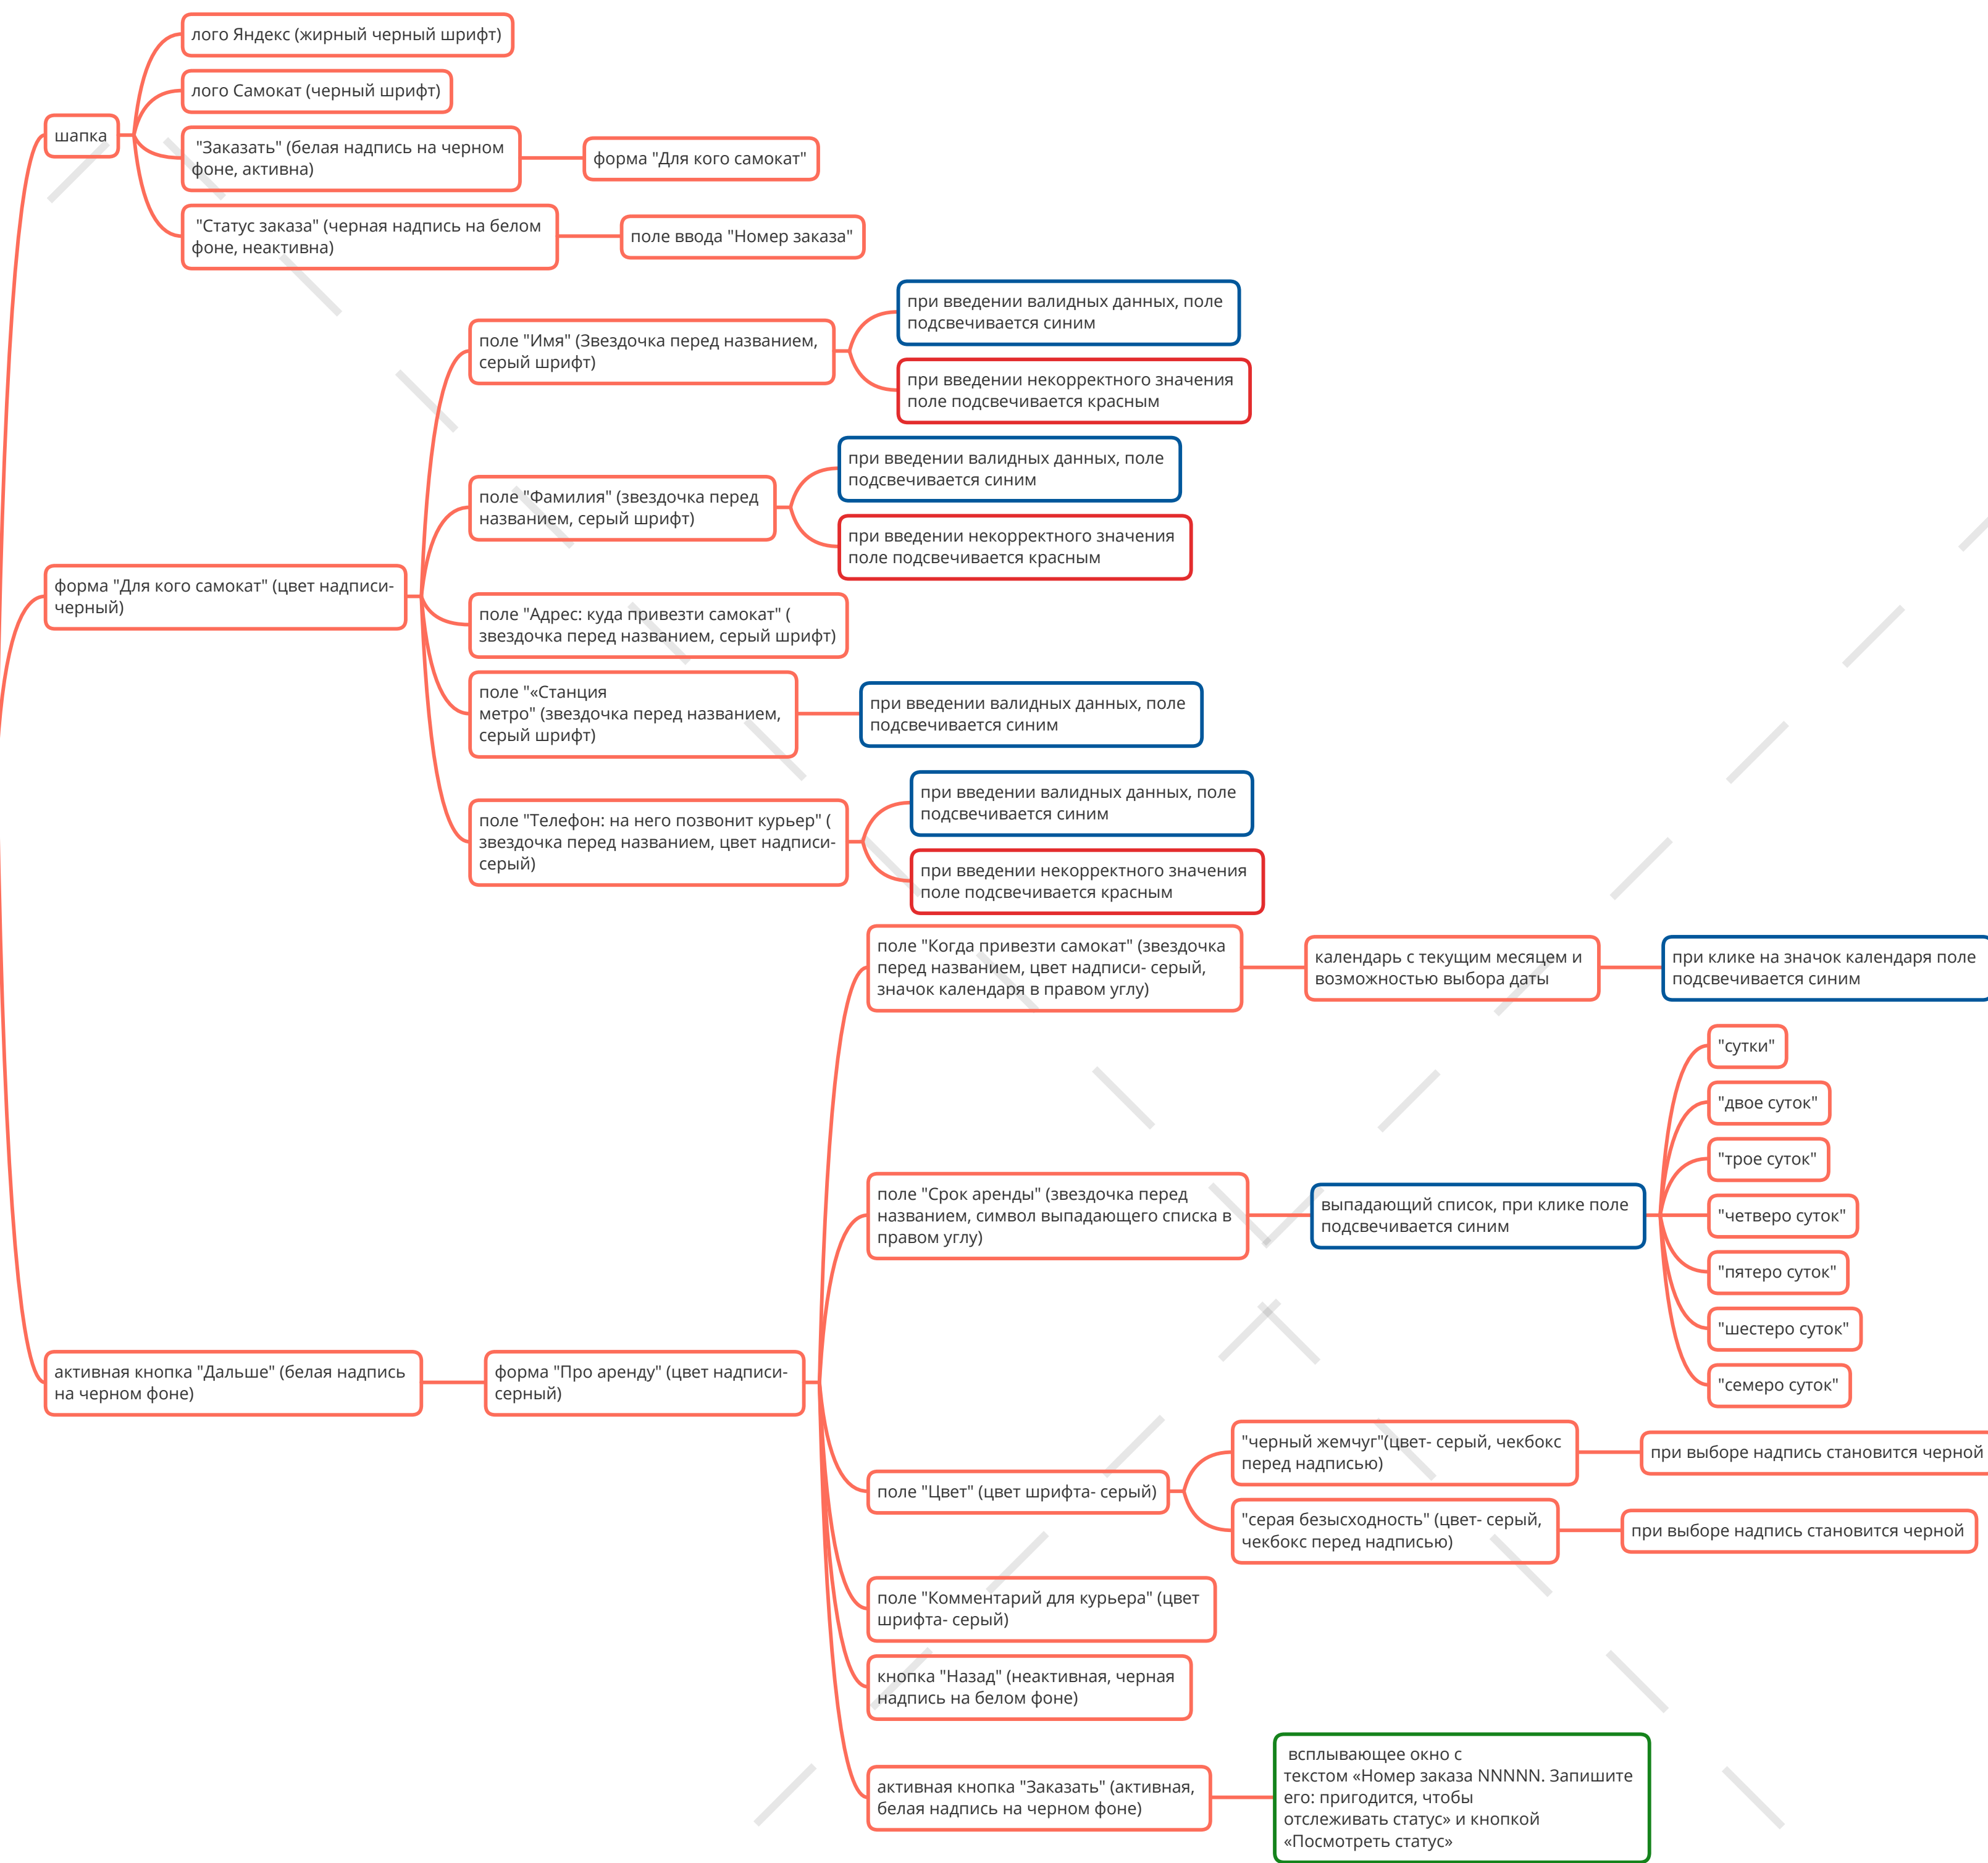 лого Яндекс (жирный черный шрифт)
лого Самокат (черный шрифт)
шапка
"Заказать" (белая надпись на черном
фоне, активна)
форма "Для кого самокат"
"Статус заказа" (черная надпись на белом
фоне, неактивна)
поле ввода "Номер заказа"
форма "Для кого самокат" (цвет надписи-
черный)
поле "Имя" (Звездочка перед названием,
серый шрифт)
при введении валидных данных, поле
подсвечивается синим
при введении некорректного значения
поле подсвечивается красным
поле "Фамилия" (звездочка перед
названием, серый шрифт)
при введении валидных данных, поле
подсвечивается синим
при введении некорректного значения
поле подсвечивается красным
поле "Адрес: куда привезти самокат" (
звездочка перед названием, серый шрифт)
поле "«Станция
метро" (звездочка перед названием,
серый шрифт)
при введении валидных данных, поле
подсвечивается синим
поле "Телефон: на него позвонит курьер" (
звездочка перед названием, цвет надписи-
серый)
при введении валидных данных, поле
подсвечивается синим
при введении некорректного значения
поле подсвечивается красным
активная кнопка "Дальше" (белая надпись
на черном фоне)
форма "Про аренду" (цвет надписи-
серный)
поле "Когда привезти самокат" (звездочка
перед названием, цвет надписи- серый,
значок календаря в правом углу)
календарь с текущим месяцем и
возможностью выбора даты
при клике на значок календаря поле
подсвечивается синим
поле "Срок аренды" (звездочка перед
названием, символ выпадающего списка в
правом углу)
выпадающий список, при клике поле
подсвечивается синим
"сутки"
"двое суток"
"трое суток"
"четверо суток"
"пятеро суток"
"шестеро суток"
"семеро суток"
поле "Цвет" (цвет шрифта- серый)
"черный жемчуг"(цвет- серый, чекбокс
перед надписью)
при выборе надпись становится черной
"серая безысходность" (цвет- серый,
чекбокс перед надписью)
при выборе надпись становится черной
поле "Комментарий для курьера" (цвет
шрифта- серый)
кнопка "Назад" (неактивная, черная
надпись на белом фоне)
активная кнопка "Заказать" (активная,
белая надпись на черном фоне)
всплывающее окно с
текстом «Номер заказа NNNNN. Запишите
его: пригодится, чтобы
отслеживать статус» и кнопкой
«Посмотреть статус»